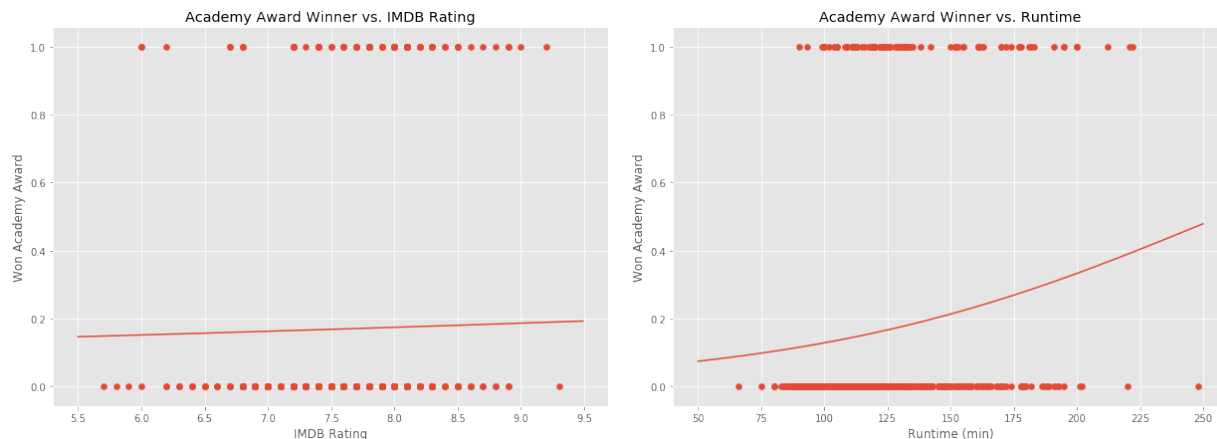 Academy Award Winner vs. IMDB Rating
1.0
0.8
0.6
0.4
0.2
0.0
Won Academy Award
5.5 6.0 6.5 7.0 7.5 8.0 8.5 9.0 9.5
IMDB Rating
Academy Award Winner vs. Runtime
1.0
0.8
0.6
0.4
0.2
0.0
Won Academy Award
50 75 100 125 150 175 200 225 250
Runtime (min)